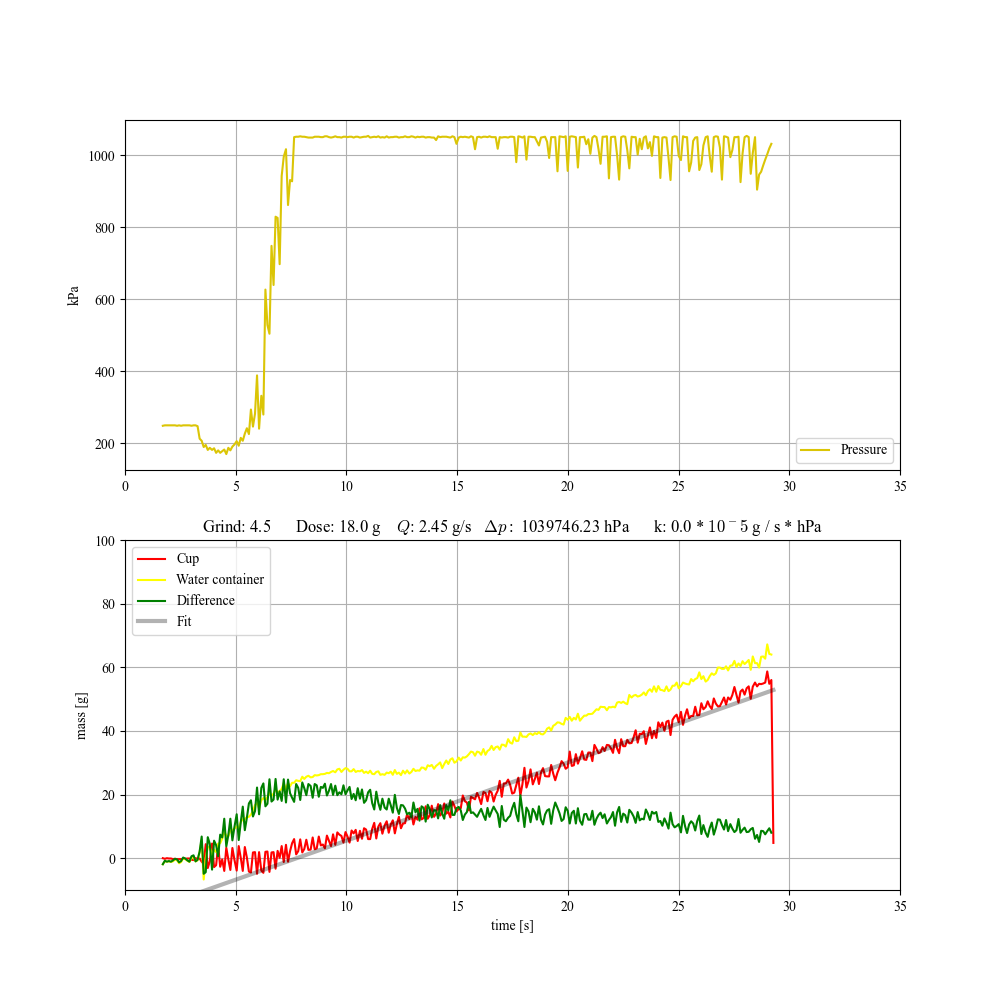 1000
800
600
400
200
kPa
Pressure
0 5 10 15 20 25 30 35
Grind: 4.5 Dose: 18.0 g Q: 2.45 g/s Δp: 1039746.23 hPa k: 0.0 * 10⁻5 g / s * hPa
100
80
60
40
20
0
mass [g]
Cup
Water container
Difference
Fit
0 5 10 15 20 25 30 35
time [s]